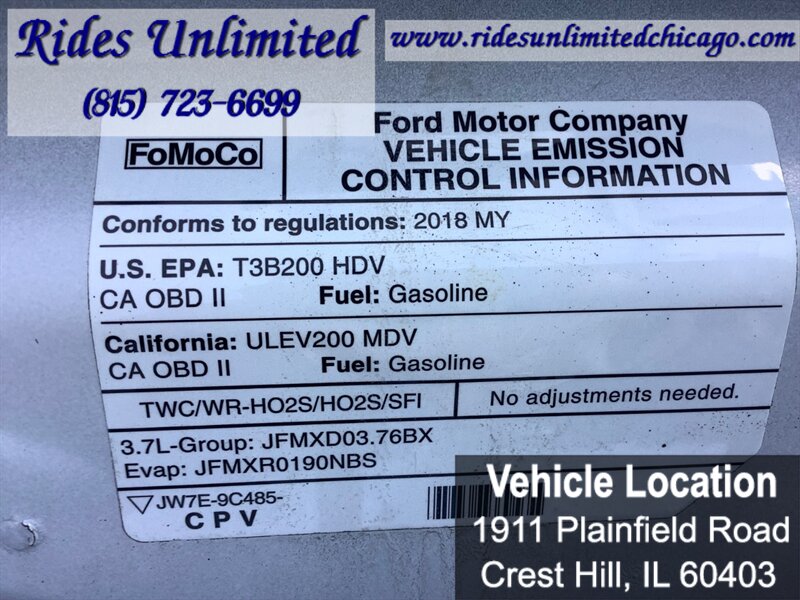 Rides Unlimited
(815) 723-6699
www.ridesunlimitedchicago.com
FoMoCo
Ford Motor Company
VEHICLE EMISSION
CONTROL INFORMATION
Conforms to regulations: 2018 MY
U.S. EPA: T3B200 HDV
CA OBD II Fuel: Gasoline
California: ULEV200 MDV
CA OBD II Fuel: Gasoline
TWC/WR-HO2S/HO2S/SFI
No adjustments needed.
3.7L-Group: JFMXD03.76BX
Evap: JFMXR0190NBS
JW7E-9C485-
CPV
Vehicle Location
1911 Plainfield Road
Crest Hill, IL 60403